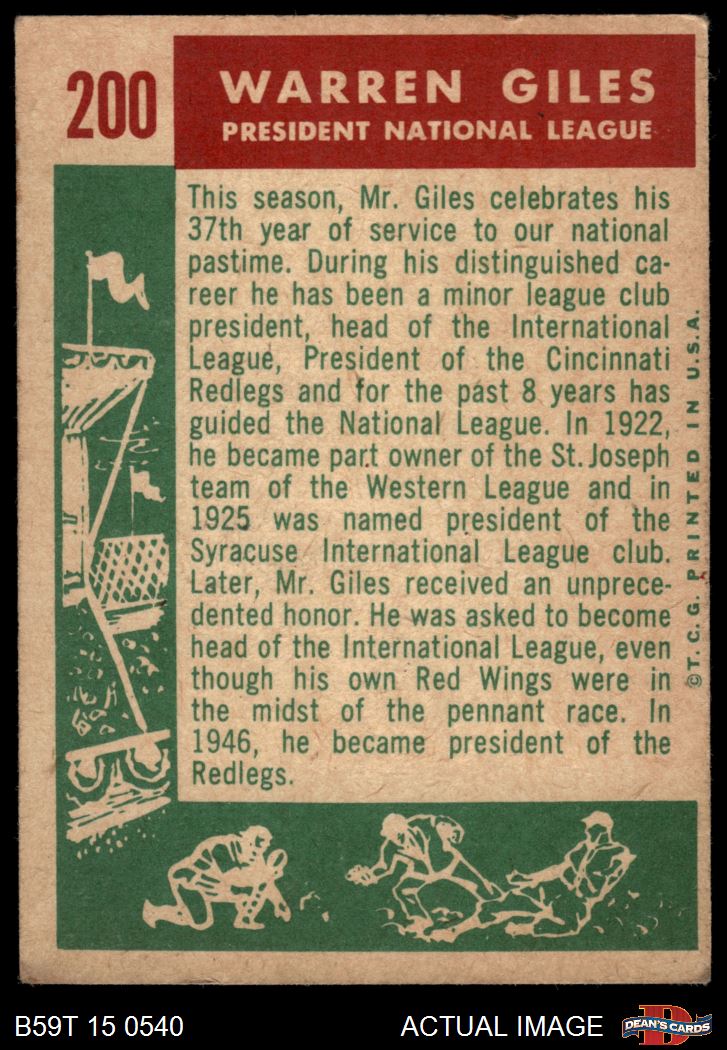 200
WARREN GILES
PRESIDENT NATIONAL LEAGUE
This season, Mr. Giles celebrates his
37th year of service to our national
pastime. During his distinguished ca-
reer he has been a minor league club
president, head of the International
League, President of the Cincinnati
Redlegs and for the past 8 years has
guided the National League. In 1922,
he became part owner of the St. Joseph
team of the Western League and in
1925 was named president of the
Syracuse International League club.
Later, Mr. Giles received an unprece-
dented honor. He was asked to become
head of the International League, even
though his own Red Wings were in
the midst of the pennant race. In
1946, he became president of the
Redlegs.
©T.C.G. PRINTED IN U.S.A.
B59T 15 0540
ACTUAL IMAGE
D
DEAN'S CARDS